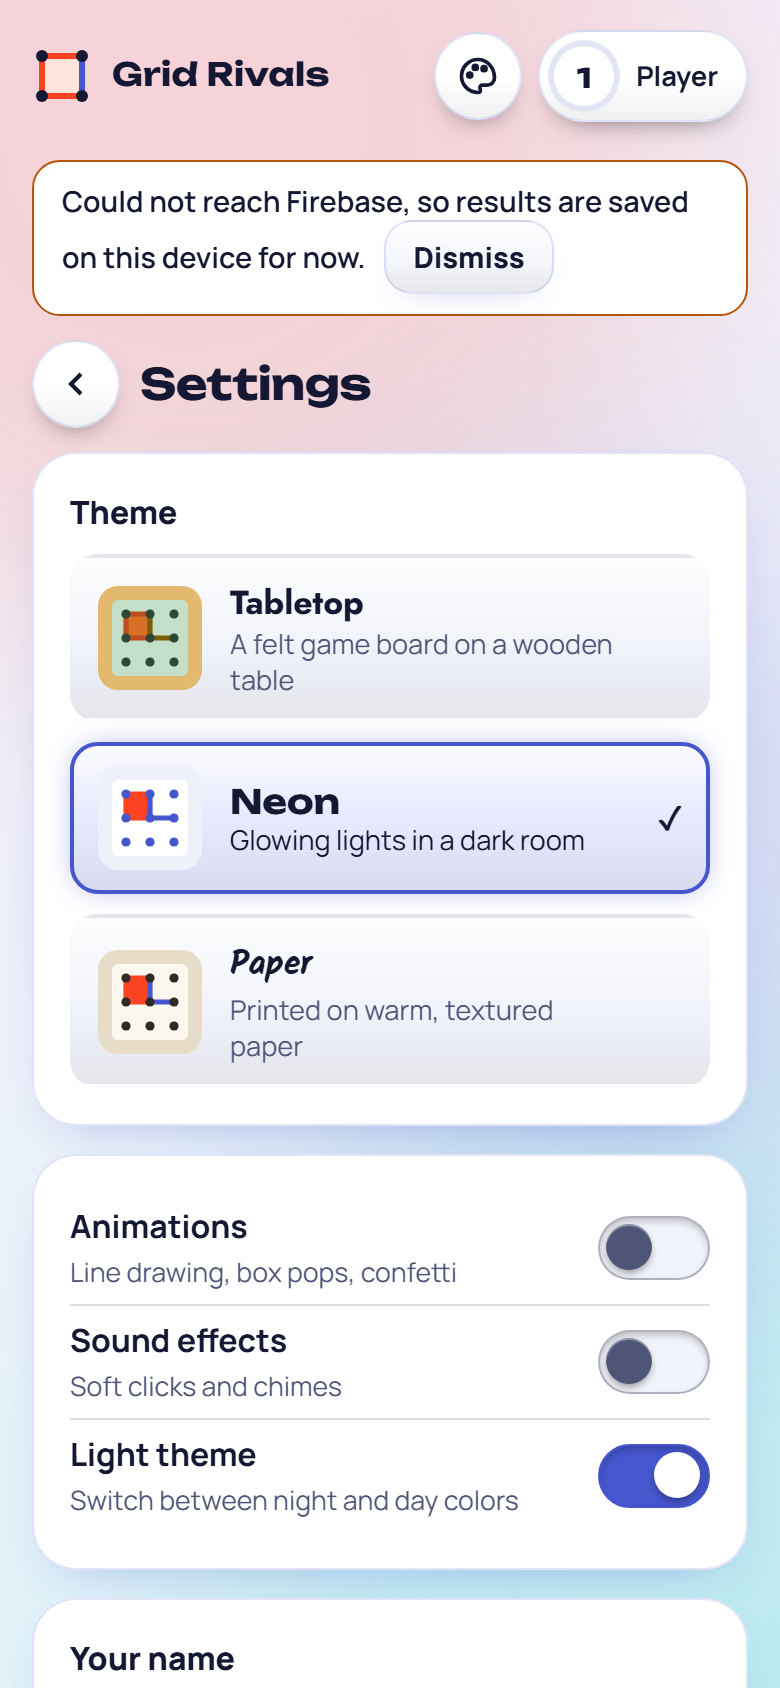 Grid Rivals
1 Player
Could not reach Firebase, so results are saved
on this device for now. Dismiss
Settings
Theme
Tabletop
A felt game board on a wooden
table
Neon
Glowing lights in a dark room
Paper
Printed on warm, textured
paper
Animations
Line drawing, box pops, confetti
Sound effects
Soft clicks and chimes
Light theme
Switch between night and day colors
Your name